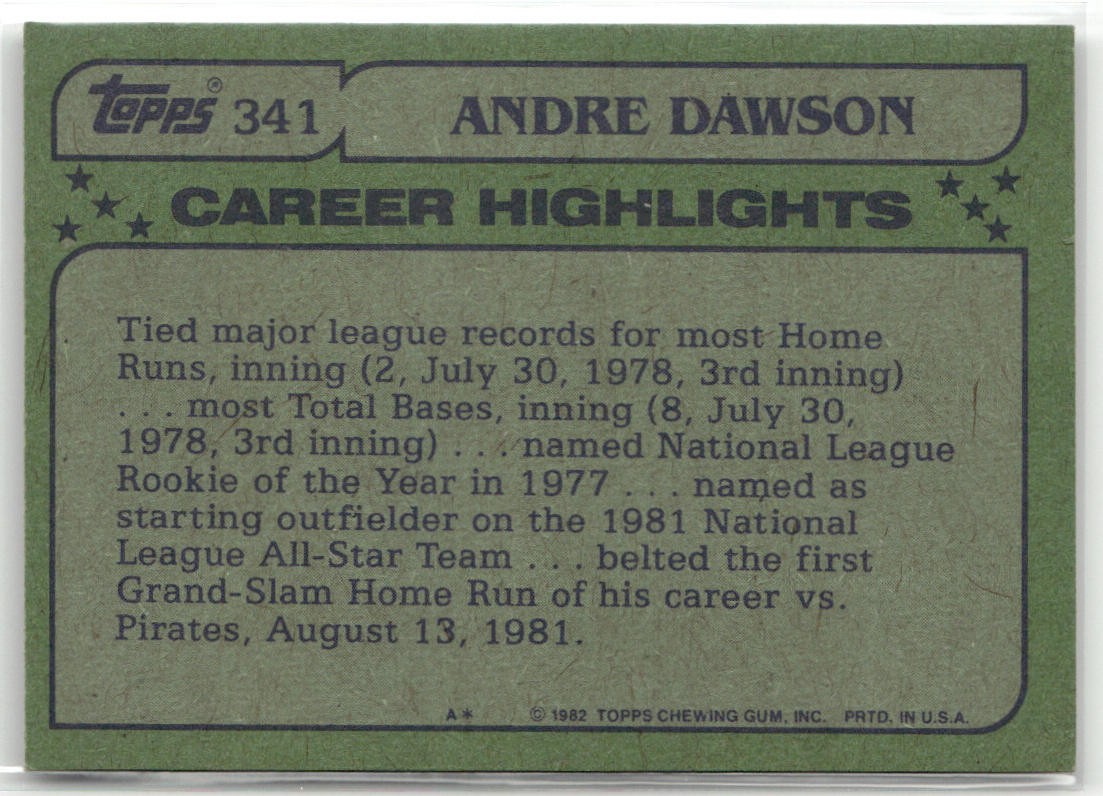 topps® 341 ANDRE DAWSON
CAREER HIGHLIGHTS
Tied major league records for most Home
Runs, inning (2, July 30, 1978, 3rd inning)
. . . most Total Bases, inning (8, July 30,
1978, 3rd inning) . . . named National League
Rookie of the Year in 1977 . . . named as
starting outfielder on the 1981 National
League All-Star Team . . . belted the first
Grand-Slam Home Run of his career vs.
Pirates, August 13, 1981.
A* © 1982 TOPPS CHEWING GUM, INC. PRTD. IN U.S.A.